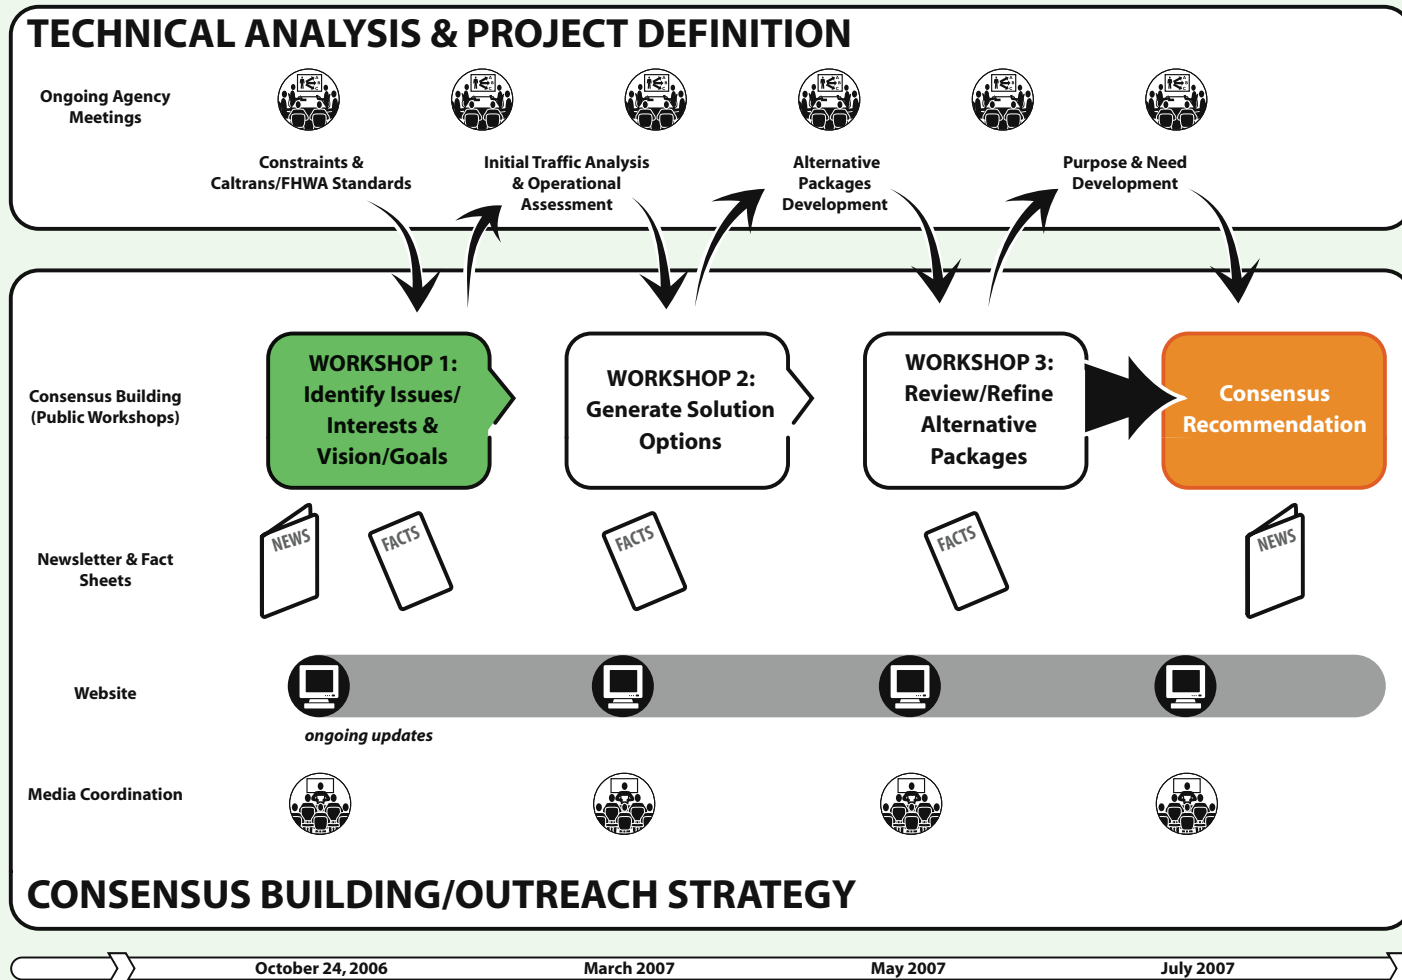 TECHNICAL ANALYSIS & PROJECT DEFINITION
Ongoing Agency
Meetings
Constraints &
Caltrans/FHWA Standards
Initial Traffic Analysis
& Operational
Assessment
Alternative
Packages
Development
Purpose & Need
Development
Consensus Building
(Public Workshops)
WORKSHOP 1:
Identify Issues/
Interests &
Vision/Goals
WORKSHOP 2:
Generate Solution
Options
WORKSHOP 3:
Review/Refine
Alternative
Packages
Consensus
Recommendation
Newsletter & Fact
Sheets
NEWS
FACTS
FACTS
FACTS
NEWS
Website
ongoing updates
Media Coordination
CONSENSUS BUILDING/OUTREACH STRATEGY
October 24, 2006
March 2007
May 2007
July 2007